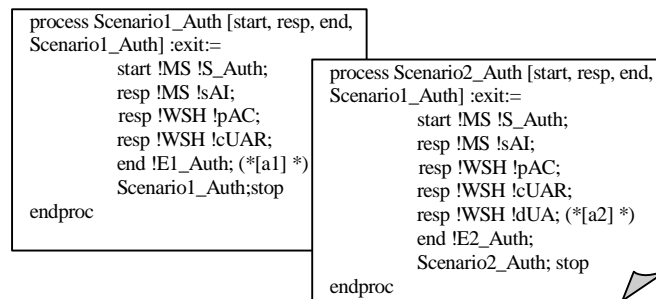 process Scenario1_Auth [start, resp, end,
Scenario1_Auth] :exit:=
start !MS !S_Auth;
resp !MS !sAI;
resp !WSH !pAC;
resp !WSH !cUAR;
end !E1_Auth; (*[a1] *)
Scenario1_Auth;stop
endproc
process Scenario2_Auth [start, resp, end,
Scenario1_Auth] :exit:=
start !MS !S_Auth;
resp !MS !sAI;
resp !WSH !pAC;
resp !WSH !cUAR;
resp !WSH !dUA; (*[a2] *)
end !E2_Auth;
Scenario2_Auth; stop
endproc